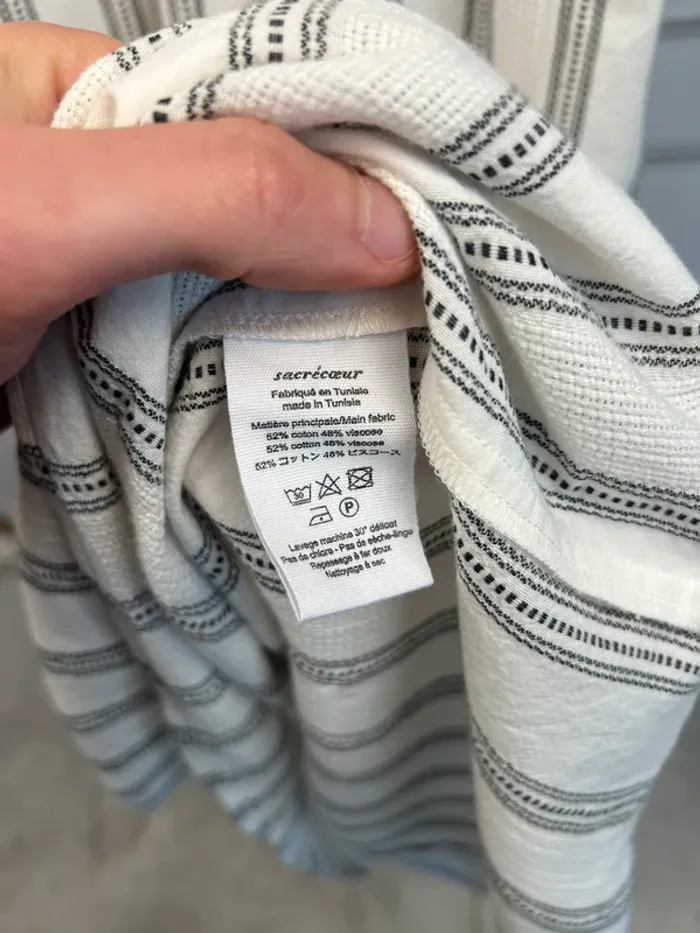 sacrécœur
Fabriqué en Tunisie
made in Tunisia
Matière principale/Main fabric
52% coton 48% viscose
52% cotton 48% viscose
52% コットン 48% ビスコース
30
P
Lavage machine 30° délicat
Pas de chlore - Pas de sèche-linge
Repassage à fer doux
Nettoyage à sec